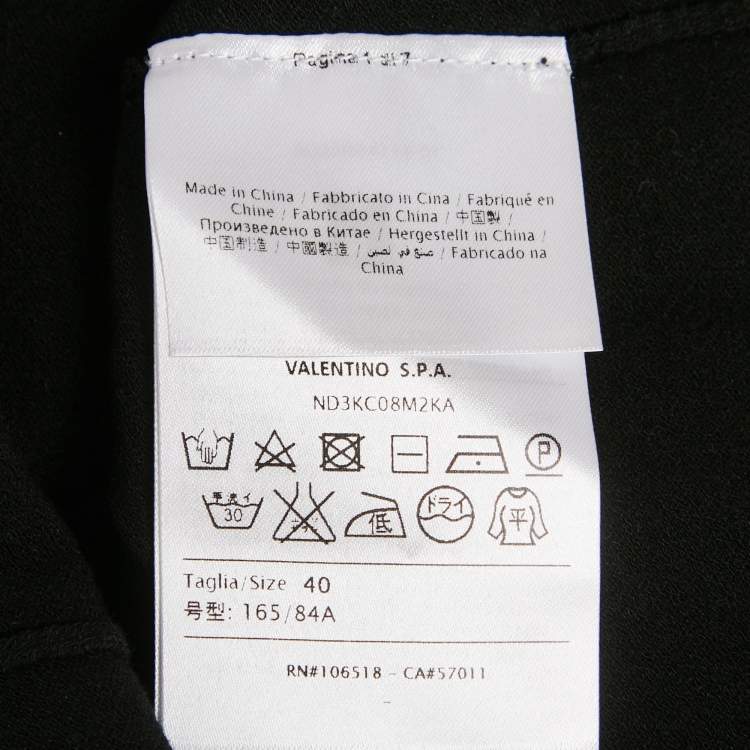 Pagina 1 di 7
Made in China / Fabbricato in Cina / Fabriqué en
Chine / Fabricado en China / 中国製 /
Произведено в Китае / Hergestellt in China /
中国制造 / 中國製造 / صنع في الصين / Fabricado na
China
VALENTINO S.P.A.
ND3KC08M2KA
P
手洗イ
30
低
ドライ
平
Taglia/Size 40
号型: 165/84A
RN#106518 - CA#57011